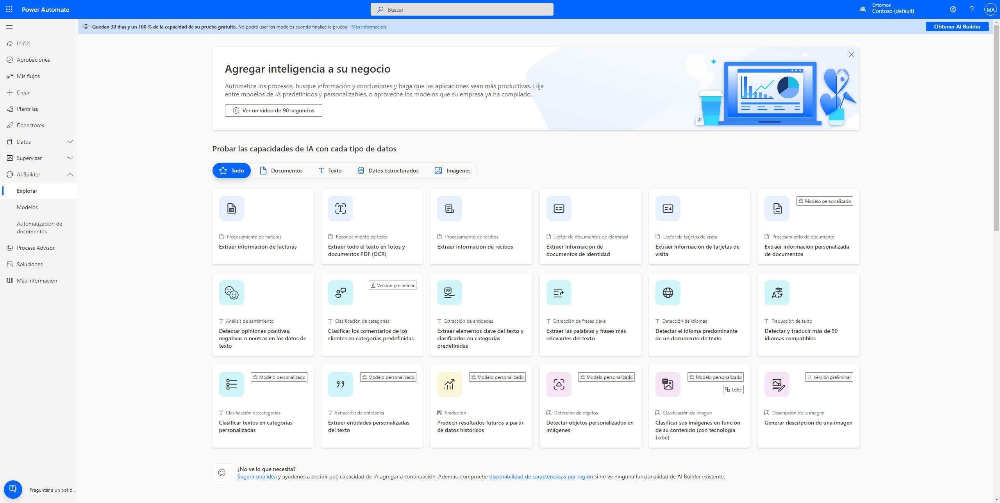 Power Automate
Buscar
Entornos
Contoso (default)
MA
Quedan 30 días y un 100 % de la capacidad de su prueba gratuita. No podrá usar los modelos cuando finalice la prueba. Más información
Obtener AI Builder
Inicio
Aprobaciones
Mis flujos
Crear
Plantillas
Conectores
Datos
Supervisar
AI Builder
Explorar
Modelos
Automatización de
documentos
Process Advisor
Soluciones
Más información
Preguntar a un bot d...
Agregar inteligencia a su negocio
Automatice los procesos, busque información y conclusiones y haga que las aplicaciones sean más productivas. Elija
entre modelos de IA predefinidos y personalizables, o aproveche los modelos que su empresa ya ha compilado.
Ver un vídeo de 90 segundos
Probar las capacidades de IA con cada tipo de datos
Todo
Documentos
Texto
Datos estructurados
Imágenes
Procesamiento de facturas
Extraer información de facturas
Reconocimiento de texto
Extraer todo el texto en fotos y
documentos PDF (OCR)
Procesamiento de recibos
Extraer información de recibos
Lector de documentos de identidad
Extraer información de
documentos de identidad
Lector de tarjetas de visita
Extraer información de tarjetas de
visita
Modelo personalizado
Procesamiento de documento
Extraer información personalizada
de documentos
Análisis de sentimiento
Detectar opiniones positivas,
negativas o neutras en los datos de
texto
Versión preliminar
Clasificación de categorías
Clasificar los comentarios de los
clientes en categorías predefinidas
Extracción de entidades
Extraer elementos clave del texto y
clasificarlos en categorías
predefinidas
Extracción de frases clave
Extraer las palabras y frases más
relevantes del texto
Detección de idiomas
Detectar el idioma predominante
de un documento de texto
Traducción de texto
Detectar y traducir más de 90
idiomas compatibles
Modelo personalizado
Clasificación de categorías
Clasificar textos en categorías
personalizadas
Modelo personalizado
Extracción de entidades
Extraer entidades personalizadas
del texto
Modelo personalizado
Predicción
Predecir resultados futuros a partir
de datos históricos
Modelo personalizado
Detección de objetos
Detectar objetos personalizados en
imágenes
Modelo personalizado
Lobe
Clasificación de imagen
Clasificar sus imágenes en función
de su contenido (con tecnología
Lobe)
Versión preliminar
Descripción de la imagen
Generar descripción de una imagen
¿No ve lo que necesita?
Sugerir una idea y ayúdenos a decidir qué capacidad de IA agregar a continuación. Además, compruebe disponibilidad de características por región si no ve ninguna funcionalidad de AI Builder existente.